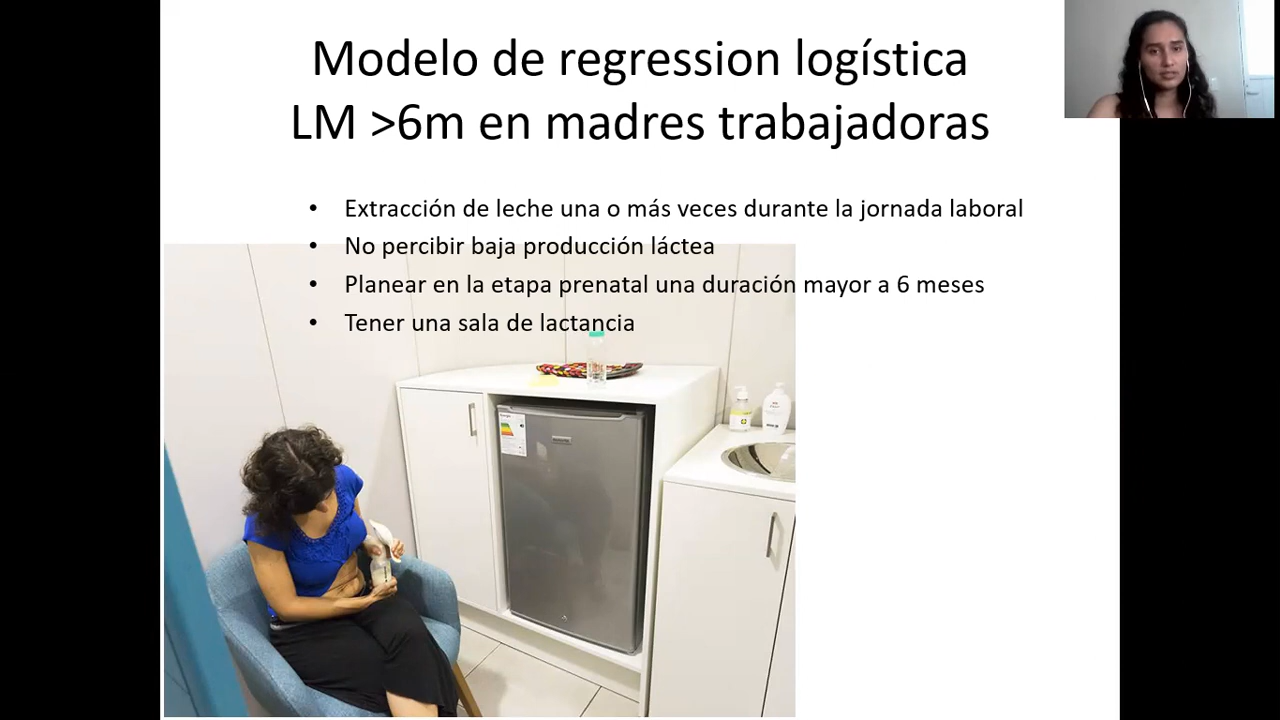 Modelo de regression logística
LM >6m en madres trabajadoras
• Extracción de leche una o más veces durante la jornada laboral
• No percibir baja producción láctea
• Planear en la etapa prenatal una duración mayor a 6 meses
• Tener una sala de lactancia